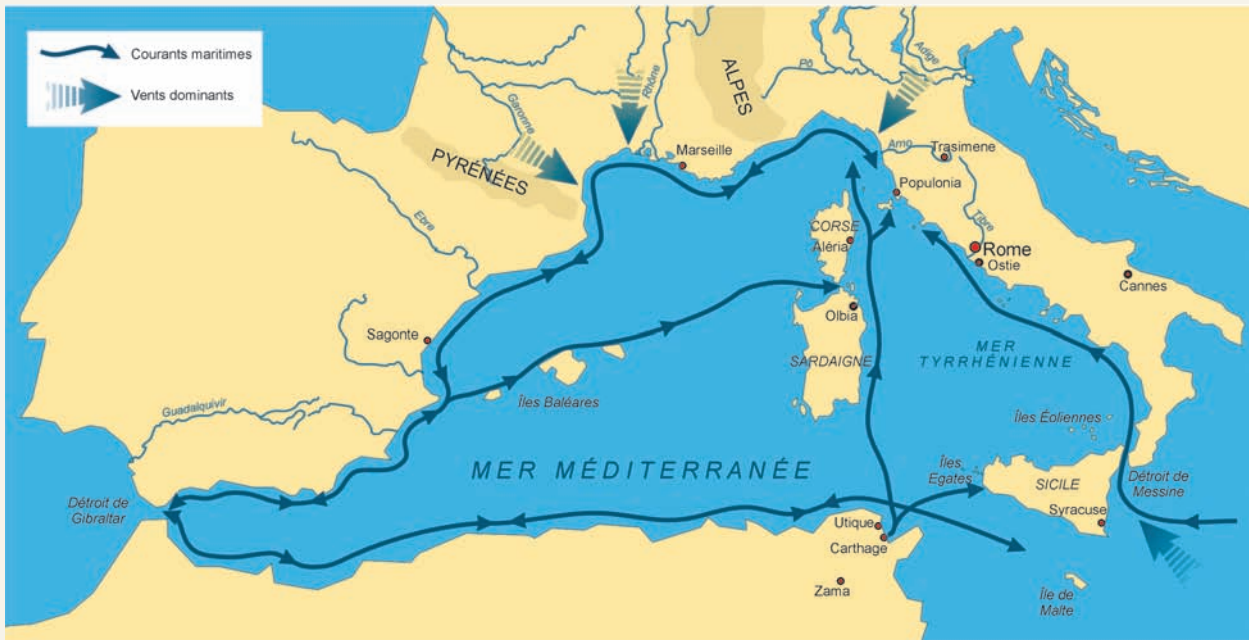 Courants maritimes
Vents dominants
Garonne
Rhône
ALPES
Pô
Adige
PYRÉNÉES
Marseille
Arno
Trasimene
Populonia
Ebre
Tibre
CORSE
Aléria
Rome
Ostie
Cannes
Sagonte
Olbia
MER
TYRRHÉNIENNE
SARDAIGNE
Îles Baléares
Guadalquivir
Îles Éoliennes
MER MÉDITERRANÉE
Îles
Egates
SICILE
Détroit de
Messine
Détroit de
Gibraltar
Syracuse
Utique
Carthage
Zama
Île de
Malte